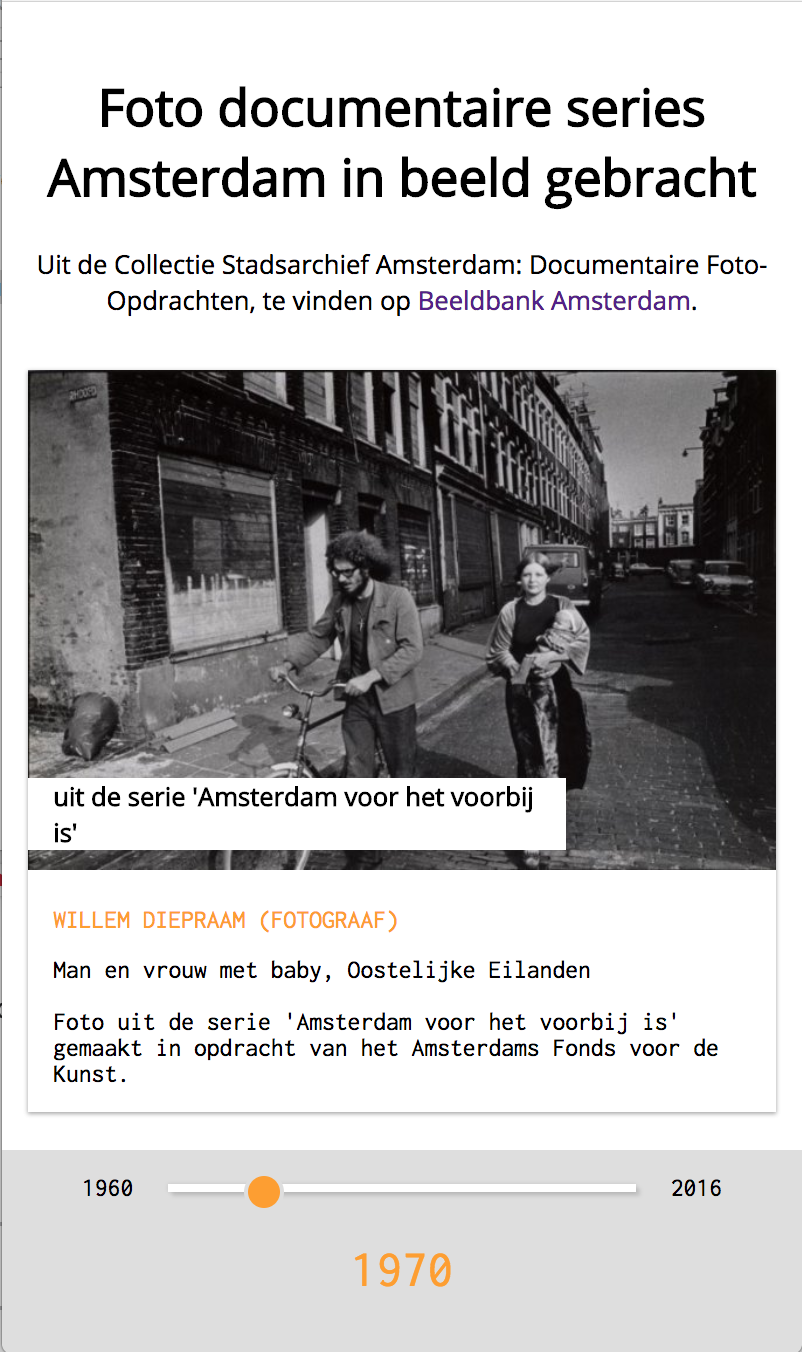 Foto documentaire series
Amsterdam in beeld gebracht
Uit de Collectie Stadsarchief Amsterdam: Documentaire Foto-
Opdrachten, te vinden op Beeldbank Amsterdam.
uit de serie 'Amsterdam voor het voorbij
is'
WILLEM DIEPRAAM (FOTOGRAAF)
Man en vrouw met baby, Oostelijke Eilanden
Foto uit de serie 'Amsterdam voor het voorbij is'
gemaakt in opdracht van het Amsterdams Fonds voor de
Kunst.
1960 2016
1970